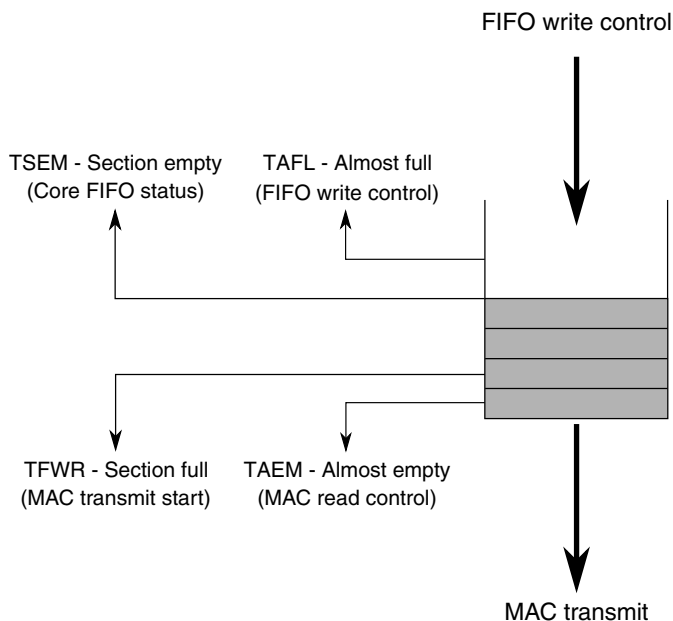 FIFO write control
TSEM - Section empty
(Core FIFO status)
TAFL - Almost full
(FIFO write control)
TFWR - Section full
(MAC transmit start)
TAEM - Almost empty
(MAC read control)
MAC transmit